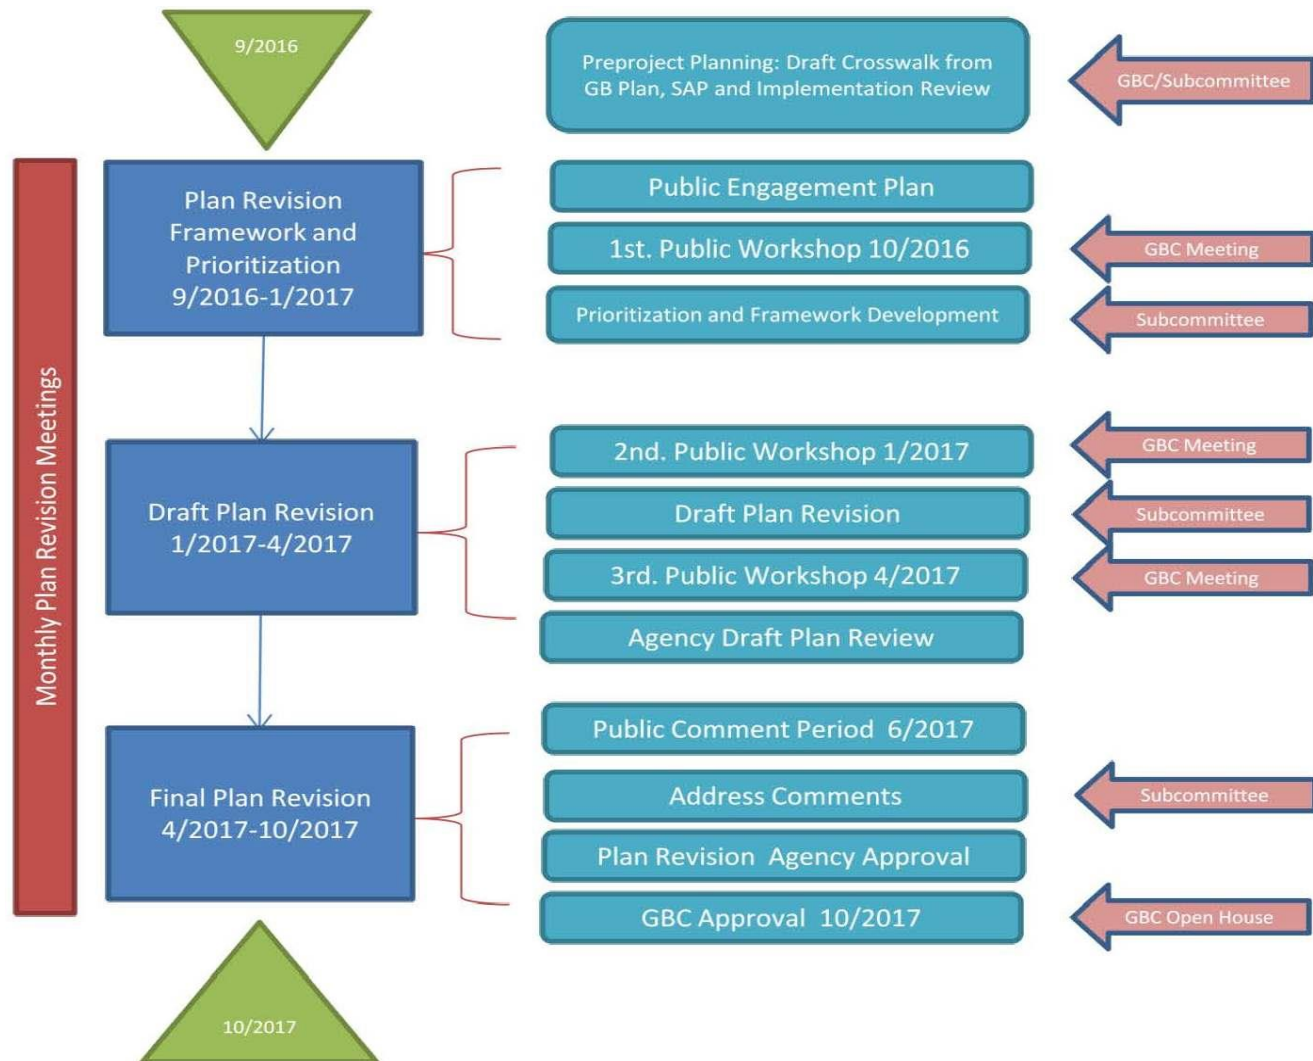 9/2016
Preproject Planning: Draft Crosswalk from
GB Plan, SAP and Implementation Review
GBC/Subcommittee
Monthly Plan Revision Meetings
Plan Revision
Framework and
Prioritization
9/2016-1/2017
Public Engagement Plan
1st. Public Workshop 10/2016
GBC Meeting
Prioritization and Framework Development
Subcommittee
Draft Plan Revision
1/2017-4/2017
2nd. Public Workshop 1/2017
GBC Meeting
Draft Plan Revision
Subcommittee
3rd. Public Workshop 4/2017
GBC Meeting
Agency Draft Plan Review
Final Plan Revision
4/2017-10/2017
Public Comment Period 6/2017
Address Comments
Subcommittee
Plan Revision Agency Approval
GBC Approval 10/2017
GBC Open House
10/2017